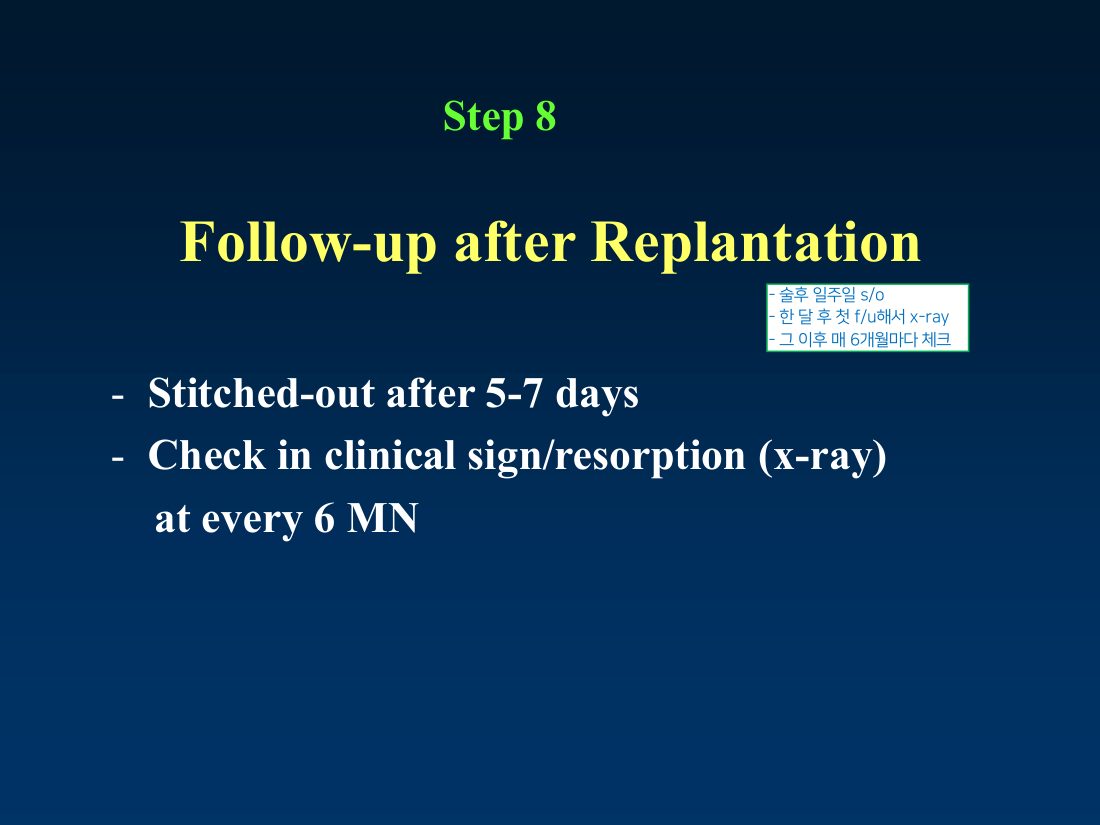 Step 8
Follow-up after Replantation
- 술후 일주일 s/o
- 한 달 후 첫 f/u해서 x-ray
- 그 이후 매 6개월마다 체크
- Stitched-out after 5-7 days
- Check in clinical sign/resorption (x-ray)
at every 6 MN